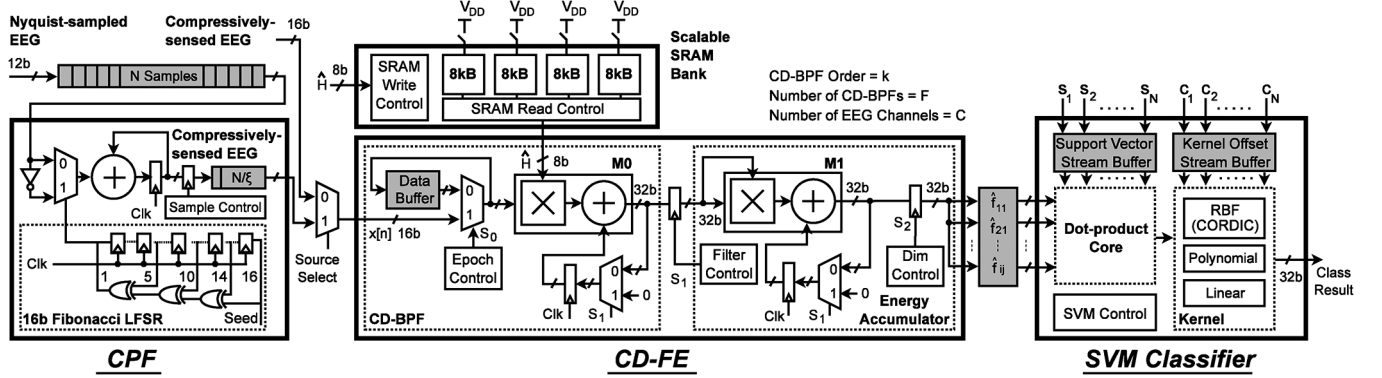 Nyquist-sampled
EEG
12b
N Samples
Compressively-
sensed EEG
16b
Compressively-
sensed EEG
0
1
N/ξ
Clk
Sample Control
Clk
1
5
10
14
16
Seed
16b Fibonacci LFSR
CPF
0
1
Source
Select
V_DD
V_DD
V_DD
V_DD
Scalable
SRAM
Bank
Ĥ
8b
SRAM
Write
Control
8kB
8kB
8kB
8kB
SRAM Read Control
CD-BPF Order = k
Number of CD-BPFs = F
Number of EEG Channels = C
Ĥ
8b
M0
Data
Buffer
0
1
x[n]
16b
S_0
Epoch
Control
32b
0
1
0
Clk
S_1
CD-BPF
S_1
32b
Filter
Control
M1
32b
0
1
0
Clk
S_1
S_2
32b
Dim
Control
Energy
Accumulator
CD-FE
f̂_11
f̂_21
f̂_ij
S_1
S_2
......
S_N
C_1
C_2
......
C_N
Support Vector
Stream Buffer
Kernel Offset
Stream Buffer
Dot-product
Core
SVM Control
RBF
(CORDIC)
Polynomial
Linear
Kernel
32b
Class
Result
SVM Classifier